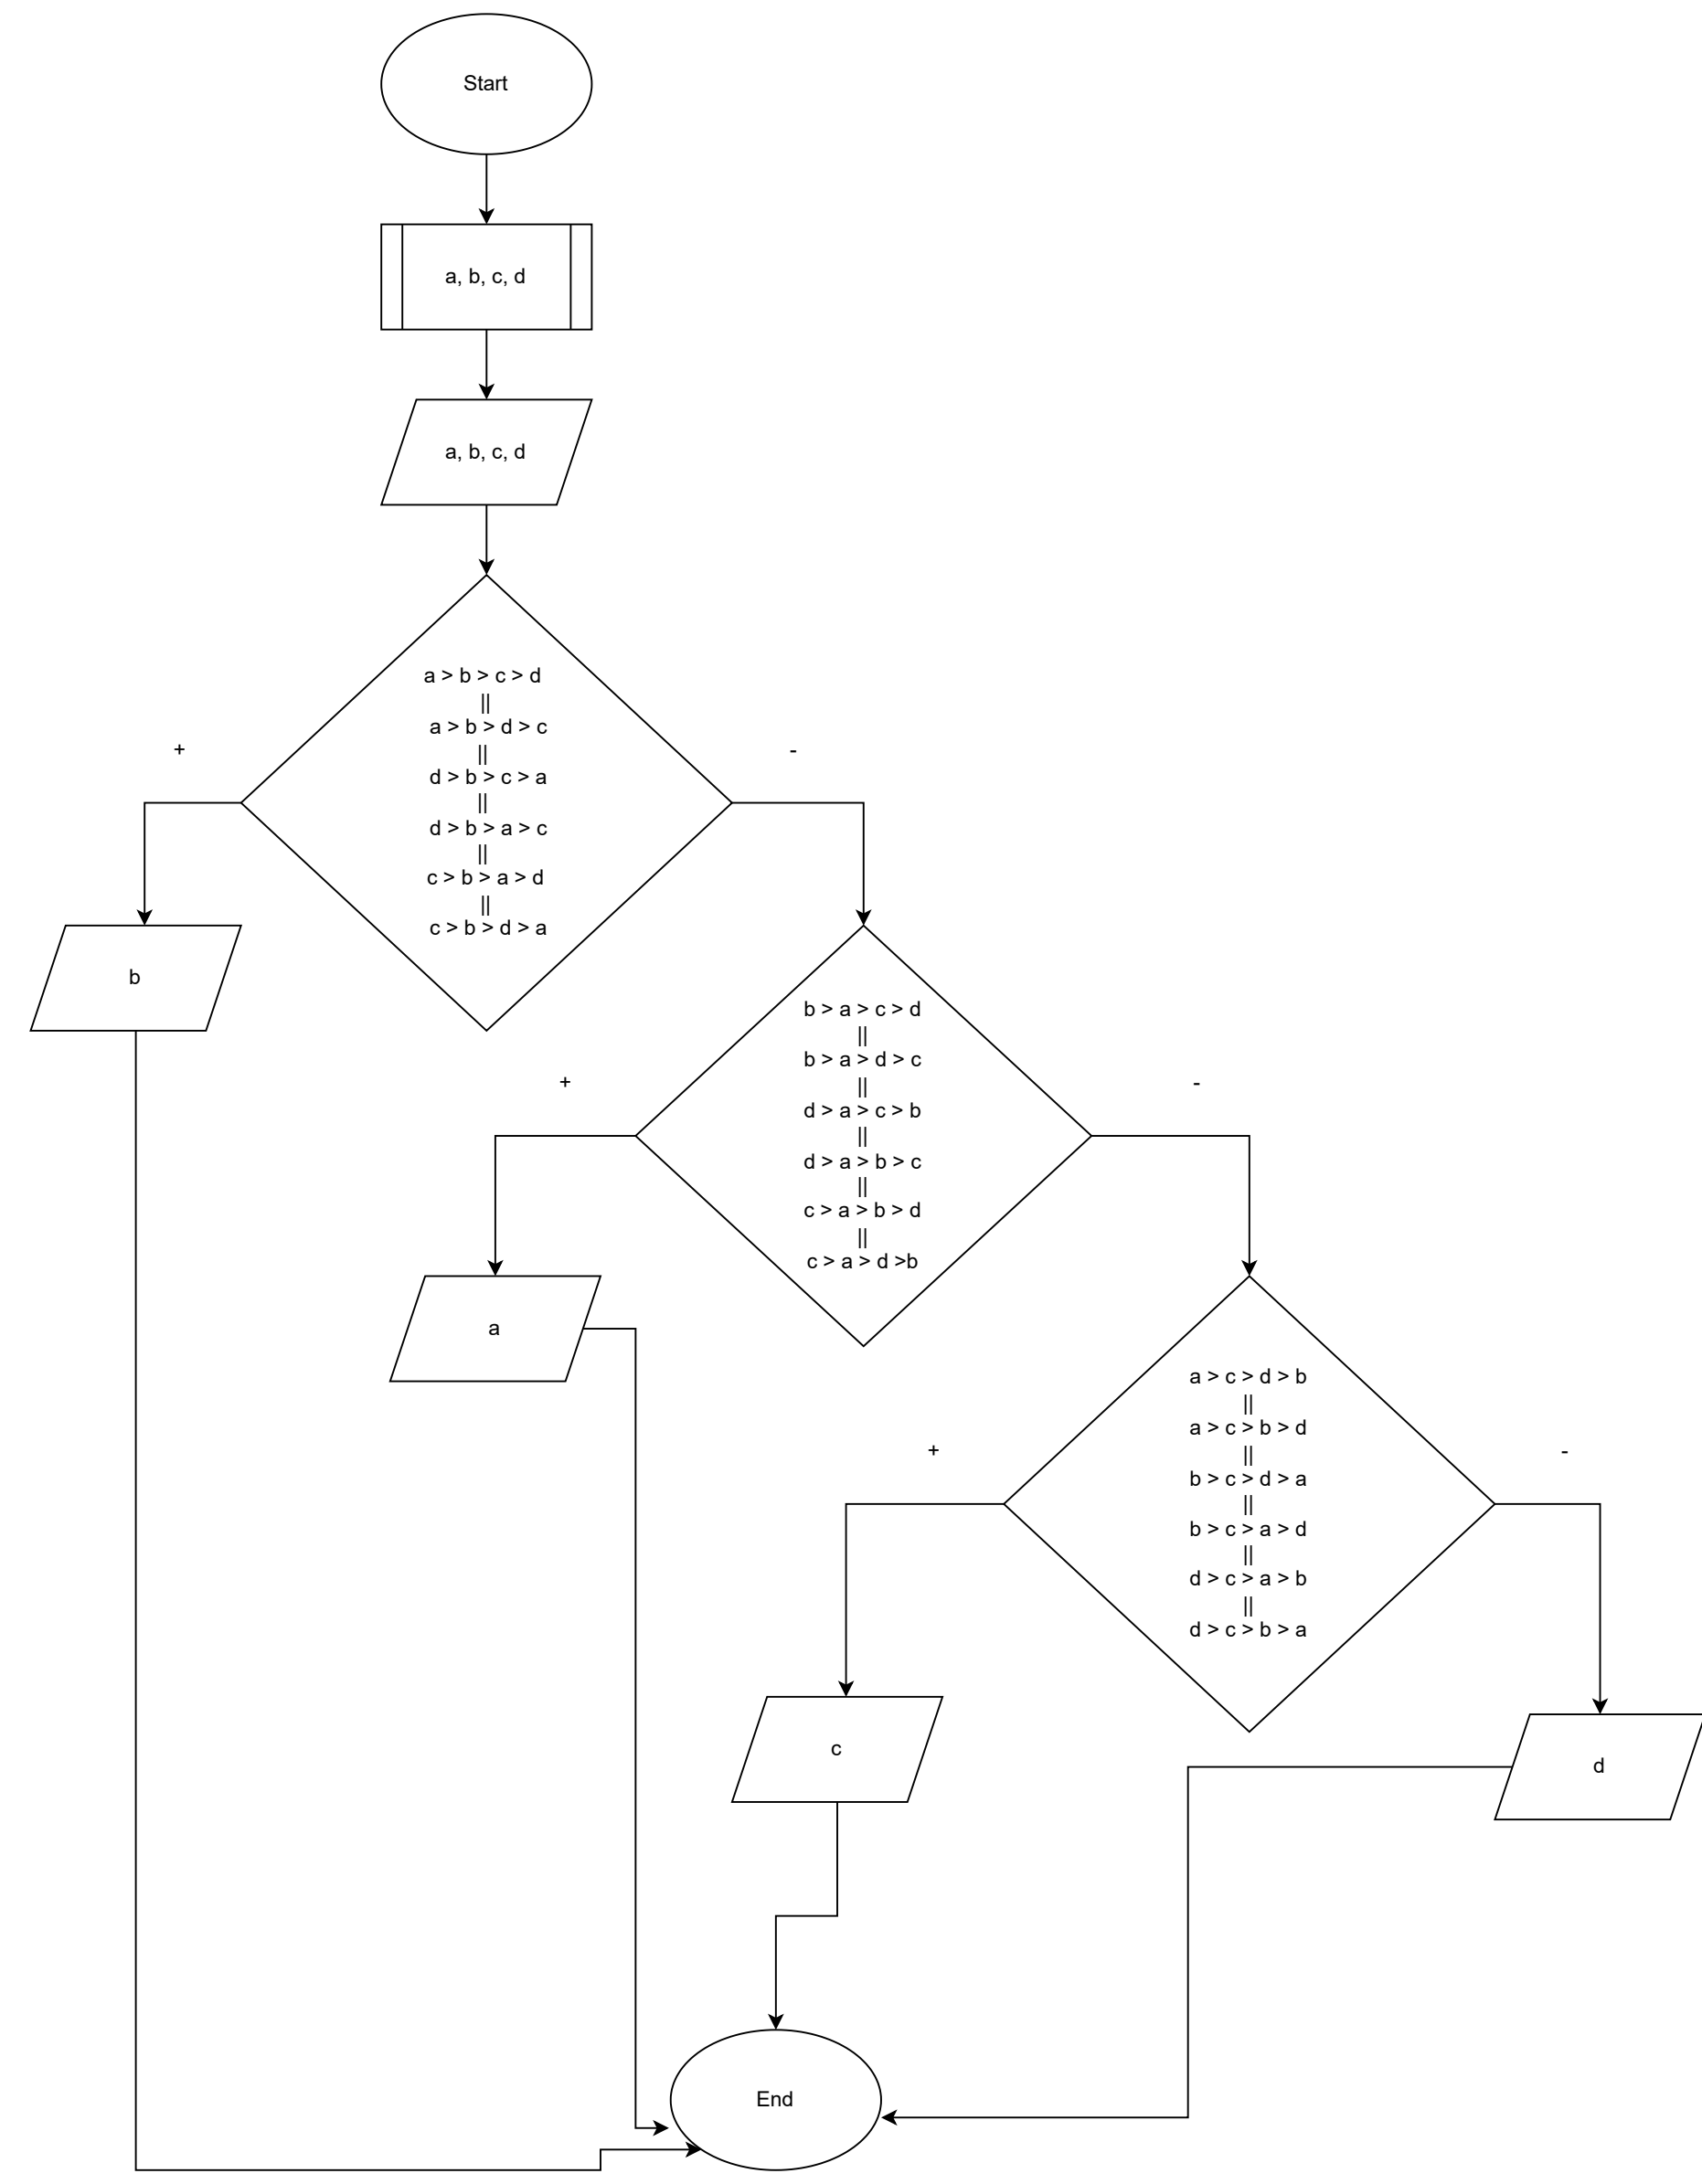 Start
a, b, c, d
a, b, c, d
a > b > c > d
||
a > b > d > c
||
d > b > c > a
||
d > b > a > c
||
c > b > a > d
||
c > b > d > a
+
-
b
b > a > c > d
||
b > a > d > c
||
d > a > c > b
||
d > a > b > c
||
c > a > b > d
||
c > a > d >b
+
-
a
a > c > d > b
||
a > c > b > d
||
b > c > d > a
||
b > c > a > d
||
d > c > a > b
||
d > c > b > a
+
-
c
d
End